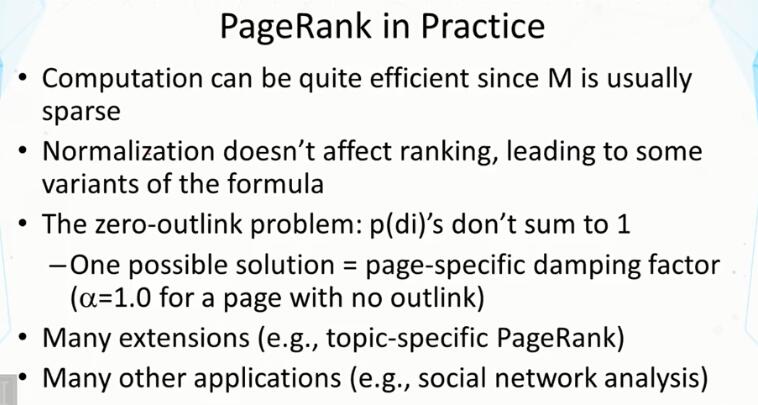 PageRank in Practice
• Computation can be quite efficient since M is usually
sparse
• Normalization doesn't affect ranking, leading to some
variants of the formula
• The zero-outlink problem: p(di)'s don't sum to 1
–One possible solution = page-specific damping factor
(α=1.0 for a page with no outlink)
• Many extensions (e.g., topic-specific PageRank)
• Many other applications (e.g., social network analysis)